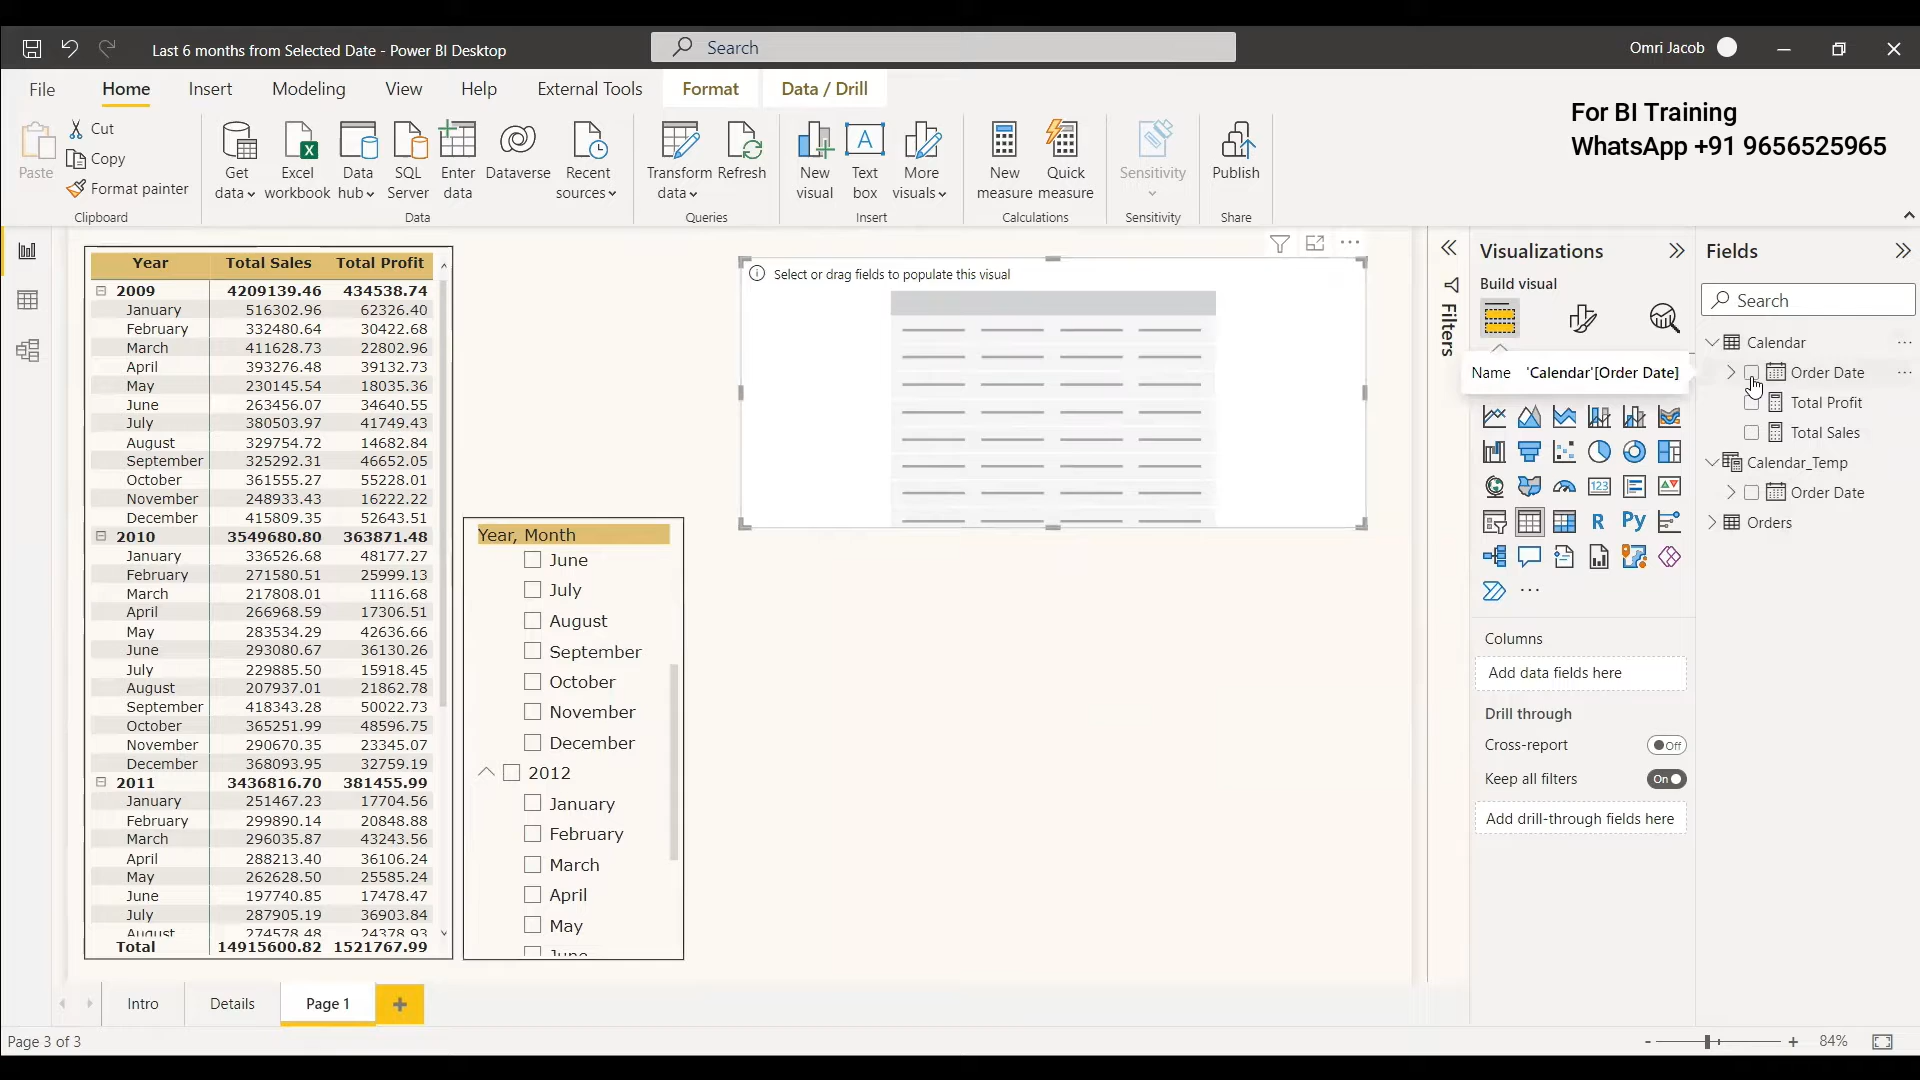 Last 6 months from Selected Date - Power BI Desktop
Search
Omri Jacob
File
Home
Insert
Modeling
View
Help
External Tools
Format
Data / Drill
For BI Training
WhatsApp +91 9656525965
Paste
Cut
Copy
Format painter
Clipboard
Get data
Excel workbook
Data hub
SQL Server
Enter data
Dataverse
Recent sources
Data
Transform data
Refresh
Queries
New visual
Text box
More visuals
Insert
New measure
Quick measure
Calculations
Sensitivity
Sensitivity
Publish
Share
Year Total Sales Total Profit
2009 4209139.46 434538.74
January 516302.96 62326.40
February 332480.64 30422.68
March 411628.73 22802.96
April 393276.48 39132.73
May 230145.54 18035.36
June 263456.07 34640.55
July 380503.97 41749.43
August 329754.72 14682.84
September 325292.31 46652.05
October 361555.27 55228.01
November 248933.43 16222.22
December 415809.35 52643.51
2010 3549680.80 363871.48
January 336526.68 48177.27
February 271580.51 25999.13
March 217808.01 1116.68
April 266968.59 17306.51
May 283534.29 42636.66
June 293080.67 36130.26
July 229885.50 15918.45
August 207937.01 21862.78
September 418343.28 50022.73
October 365251.99 48596.75
November 290670.35 23345.07
December 368093.95 32759.19
2011 3436816.70 381455.99
January 251467.23 17704.56
February 299890.14 20848.88
March 296035.87 43243.56
April 288213.40 36106.24
May 262628.50 25585.24
June 197740.85 17478.47
July 287905.19 36903.84
August 274578.48 24378.93
Total 14915600.82 1521767.99
Year, Month
June
July
August
September
October
November
December
2012
January
February
March
April
May
June
Select or drag fields to populate this visual
Filters
Visualizations
Build visual
Name 'Calendar'[Order Date]
R
Py
123
Columns
Add data fields here
Drill through
Cross-report
Off
Keep all filters
On
Add drill-through fields here
Fields
Search
Calendar
Order Date
Total Profit
Total Sales
Calendar_Temp
Order Date
Orders
Intro
Details
Page 1
Page 3 of 3
84%